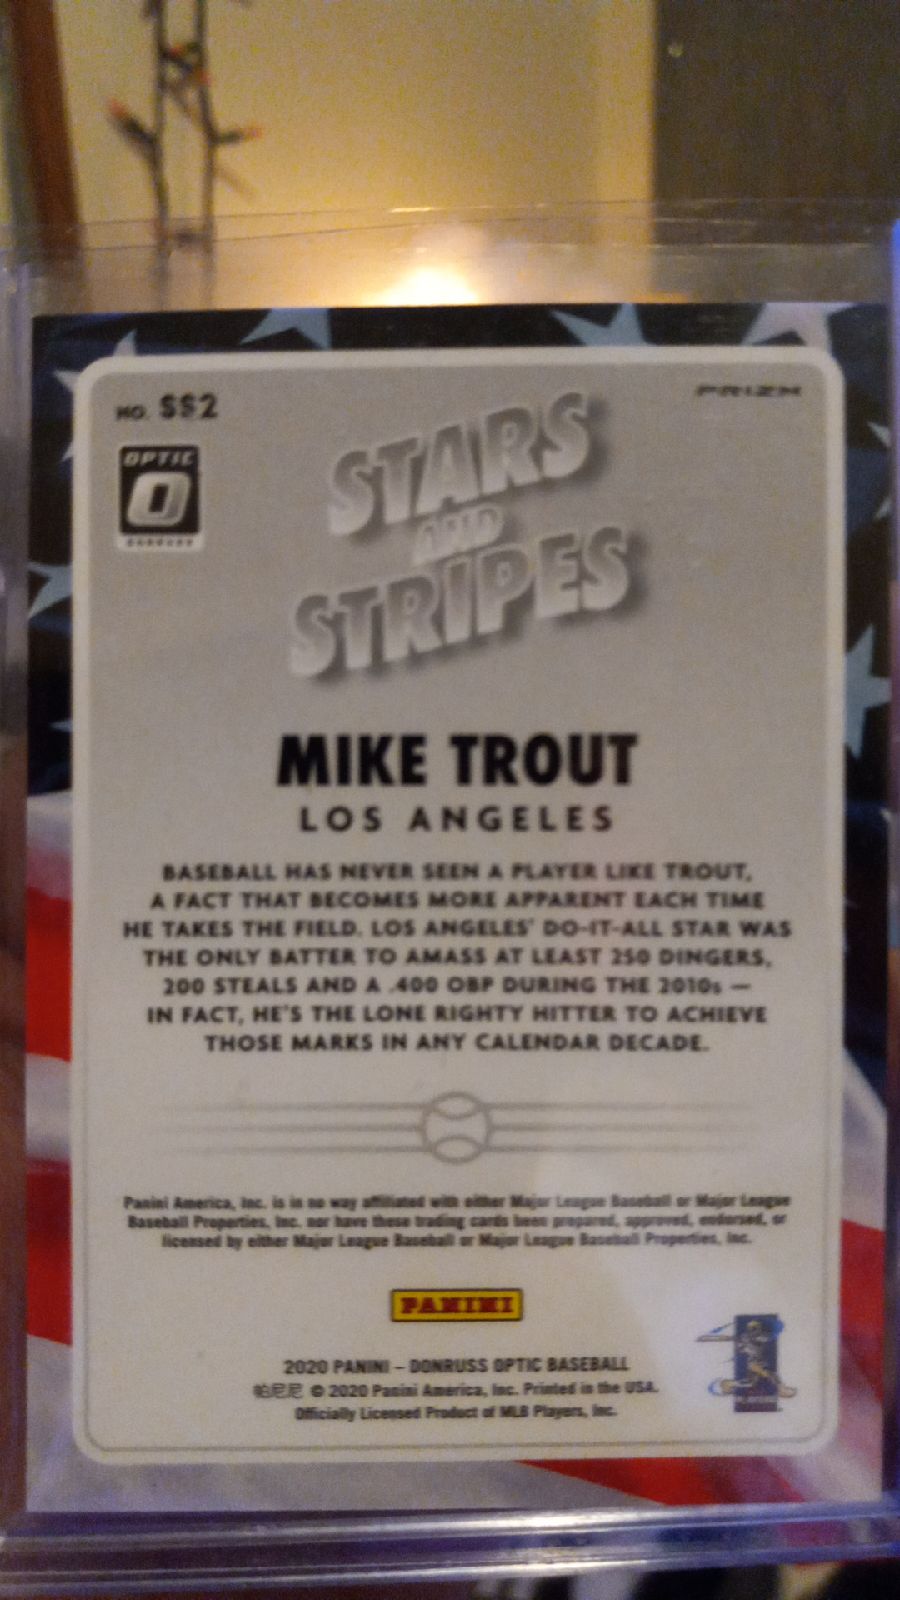 NO. SS2
PRIZM
OPTIC
O
DONRUSS
STARS
AND
STRIPES
MIKE TROUT
LOS ANGELES
BASEBALL HAS NEVER SEEN A PLAYER LIKE TROUT,
A FACT THAT BECOMES MORE APPARENT EACH TIME
HE TAKES THE FIELD. LOS ANGELES' DO-IT-ALL STAR WAS
THE ONLY BATTER TO AMASS AT LEAST 250 DINGERS,
200 STEALS AND A .400 OBP DURING THE 2010s —
IN FACT, HE'S THE LONE RIGHTY HITTER TO ACHIEVE
THOSE MARKS IN ANY CALENDAR DECADE.
Panini America, Inc. is in no way affiliated with either Major League Baseball or Major League
Baseball Properties, Inc. nor have these trading cards been prepared, approved, endorsed, or
licensed by either Major League Baseball or Major League Baseball Properties, Inc.
PANINI
2020 PANINI – DONRUSS OPTIC BASEBALL
帕尼尼 © 2020 Panini America, Inc. Printed in the USA.
Officially Licensed Product of MLB Players, Inc.